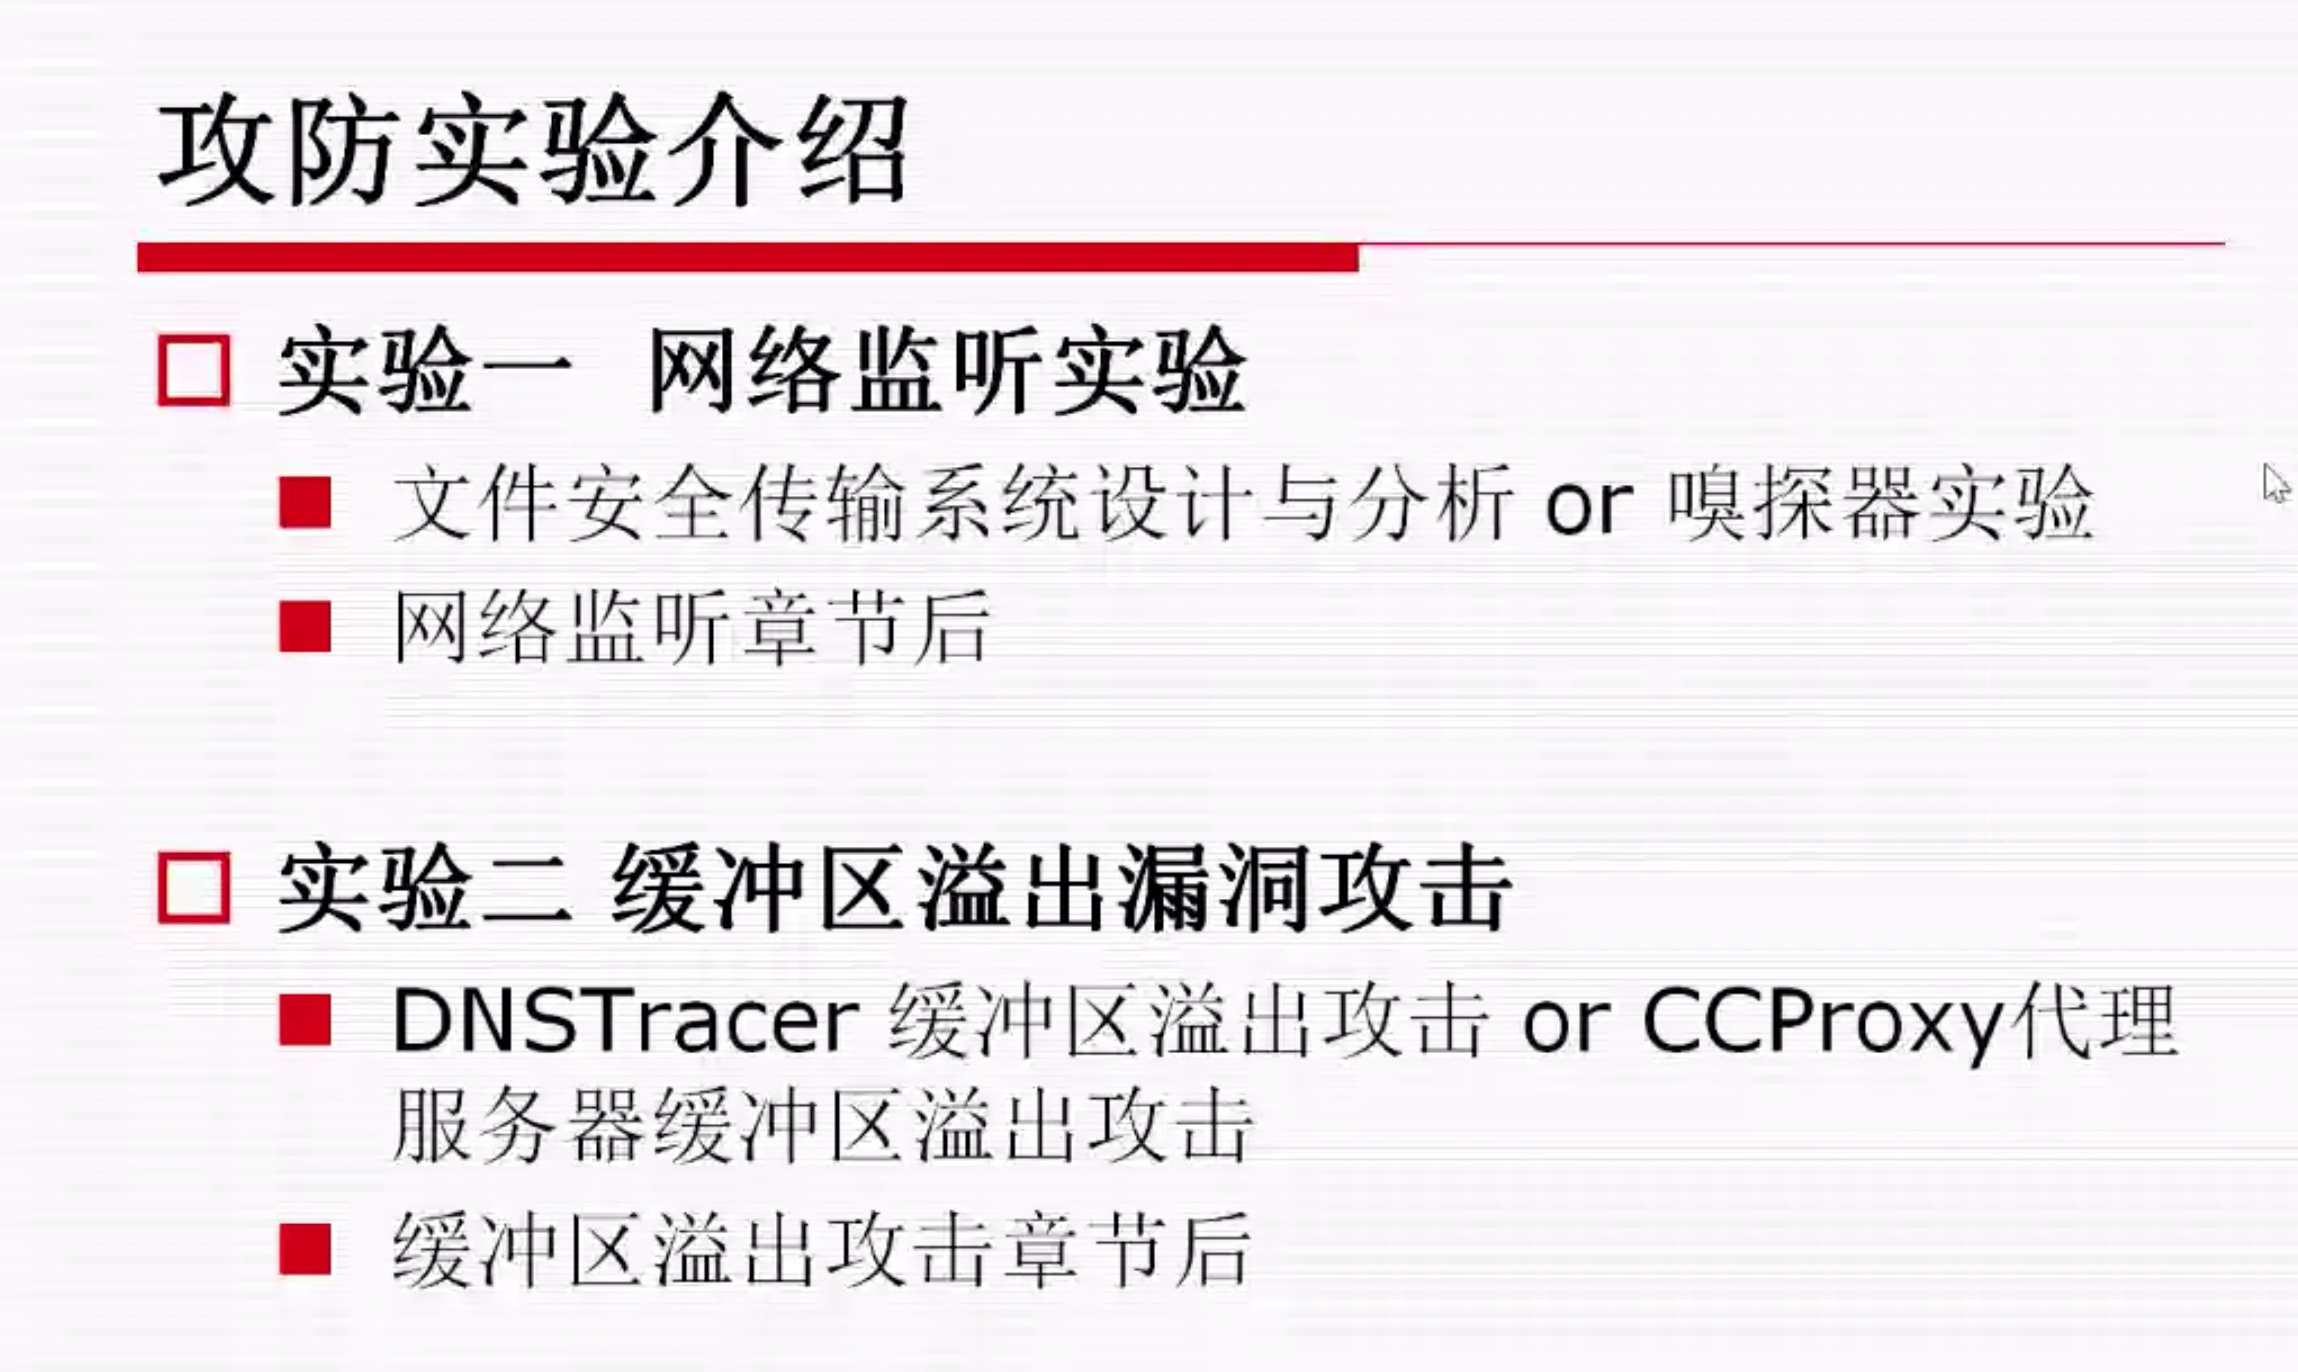 攻防实验介绍
实验一 网络监听实验
文件安全传输系统设计与分析 or 嗅探器实验
网络监听章节后
实验二 缓冲区溢出漏洞攻击
DNSTracer 缓冲区溢出攻击 or CCProxy代理
服务器缓冲区溢出攻击
缓冲区溢出攻击章节后